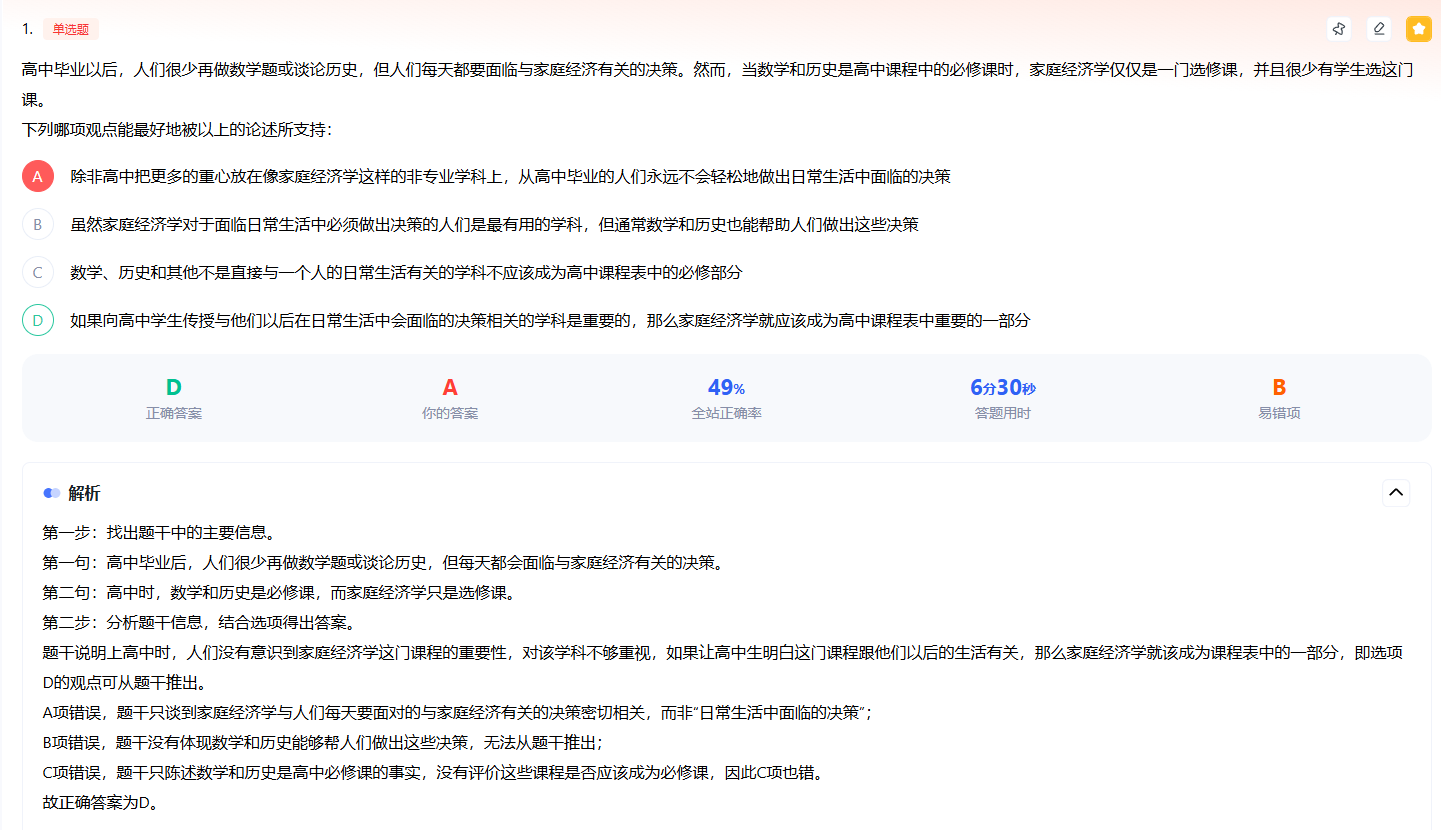 1. 单选题
高中毕业以后，人们很少再做数学题或谈论历史，但人们每天都要面临与家庭经济有关的决策。然而，当数学和历史是高中课程中的必修课时，家庭经济学仅仅是一门选修课，并且很少有学生选这门
课。
下列哪项观点能最好地被以上的论述所支持：
A 除非高中把更多的重心放在像家庭经济学这样的非专业学科上，从高中毕业的人们永远不会轻松地做出日常生活中面临的决策
B 虽然家庭经济学对于面临日常生活中必须做出决策的人们是最有用的学科，但通常数学和历史也能帮助人们做出这些决策
C 数学、历史和其他不是直接与一个人的日常生活有关的学科不应该成为高中课程表中的必修部分
D 如果向高中学生传授与他们以后在日常生活中会面临的决策相关的学科是重要的，那么家庭经济学就应该成为高中课程表中重要的一部分
D A 49% 6分30秒 B
正确答案 你的答案 全站正确率 答题用时 易错项
解析
第一步：找出题干中的主要信息。
第一句：高中毕业后，人们很少再做数学题或谈论历史，但每天都会面临与家庭经济有关的决策。
第二句：高中时，数学和历史是必修课，而家庭经济学只是选修课。
第二步：分析题干信息，结合选项得出答案。
题干说明上高中时，人们没有意识到家庭经济学这门课程的重要性，对该学科不够重视，如果让高中生明白这门课程跟他们以后的生活有关，那么家庭经济学就该成为课程表中的一部分，即选项
D的观点可从题干推出。
A项错误，题干只谈到家庭经济学与人们每天要面对的与家庭经济有关的决策密切相关，而非“日常生活中面临的决策”；
B项错误，题干没有体现数学和历史能够帮人们做出这些决策，无法从题干推出；
C项错误，题干只陈述数学和历史是高中必修课的事实，没有评价这些课程是否应该成为必修课，因此C项也错。
故正确答案为D。